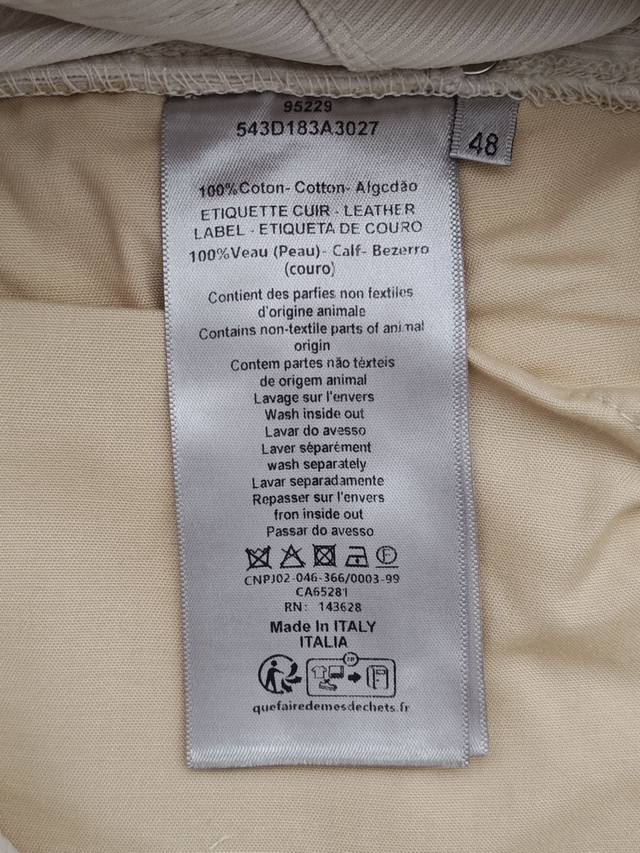 95229
543D183A3027
48
100%Coton- Cotton- Algcdão
ETIQUETTE CUIR - LEATHER
LABEL - ETIQUETA DE COURO
100%Veau (Peau)- Calf- Bezerro
(couro)
Contient des parfies non fextiles
d'origine animale
Contains non-textile parts of animal
origin
Contem partes não tèxteis
de origem animal
Lavage sur l'envers
Wash inside out
Lavar do avesso
Laver séparèment
wash separately
Lavar separadamente
Repasser sur l'envers
fron inside out
Passar do avesso
CNPJ02-046-366/0003-99
CA65281
RN: 143628
Made In ITALY
ITALIA
FR
quefairedemesdechets.fr